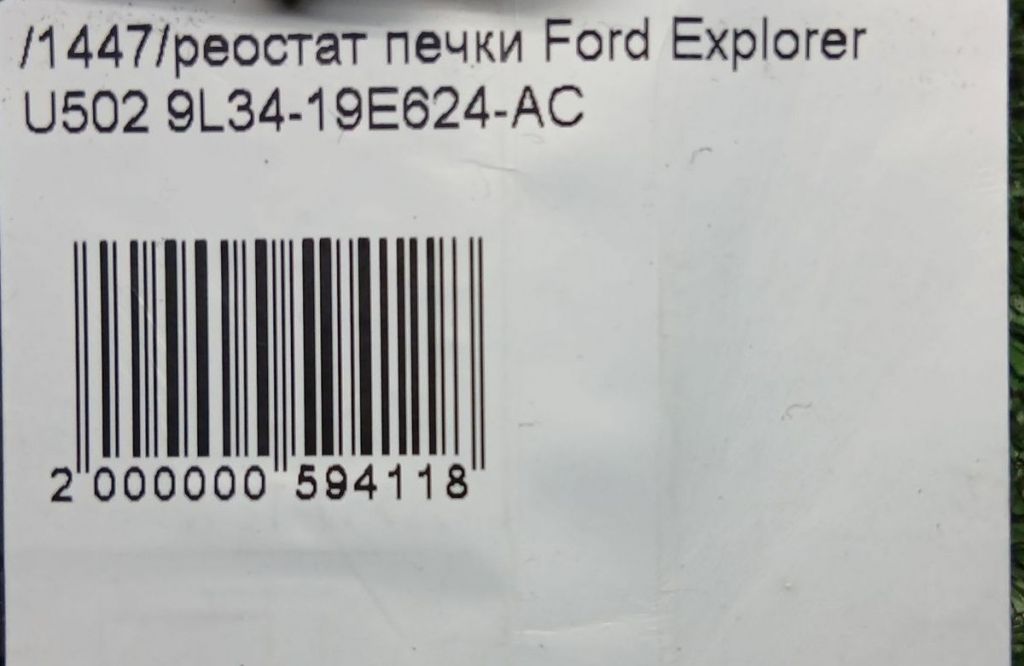 /1447/реостат печки Ford Explorer
U502 9L34-19E624-AC
2 000000 594118